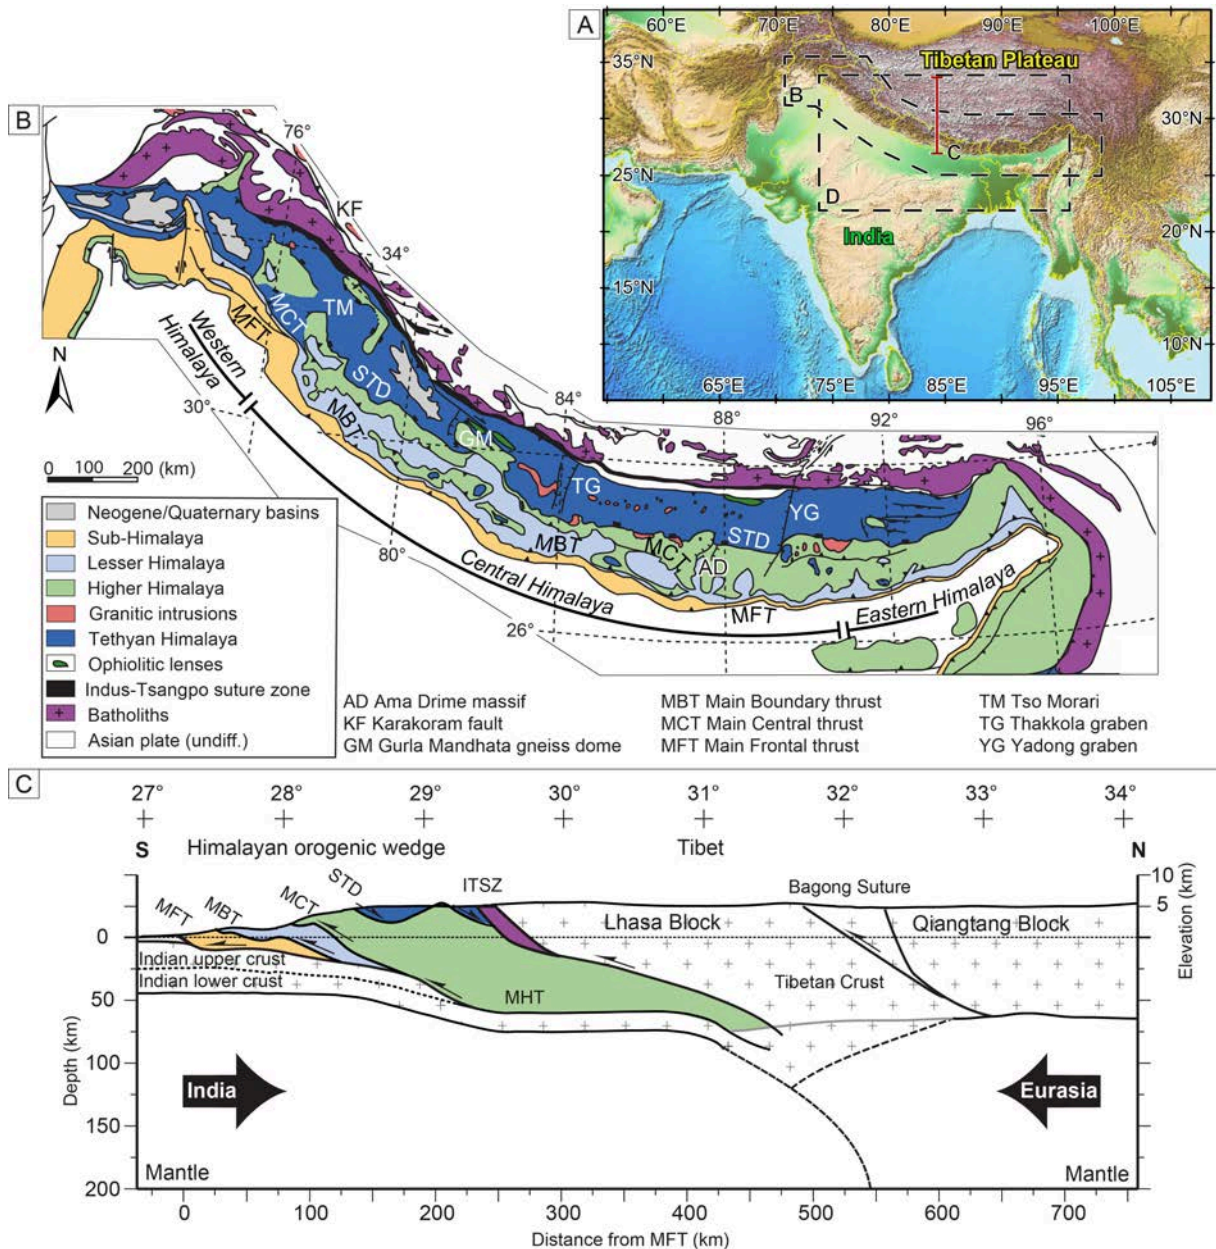 A
60°E
70°E
80°E
90°E
100°E
35°N
30°N
25°N
20°N
15°N
10°N
Tibetan Plateau
B
C
D
India
65°E
75°E
85°E
95°E
105°E
B
76°
KF
34°
TM
MCT
MFT
STD
Western
Himalaya
N
30°
MBT
GM
84°
88°
92°
96°
TG
YG
STD
MBT
MCT
AD
80°
Central Himalaya
MFT
Eastern Himalaya
26°
0 100 200 (km)
Neogene/Quaternary basins
Sub-Himalaya
Lesser Himalaya
Higher Himalaya
Granitic intrusions
Tethyan Himalaya
Ophiolitic lenses
Indus-Tsangpo suture zone
Batholiths
Asian plate (undiff.)
AD Ama Drime massif
KF Karakoram fault
GM Gurla Mandhata gneiss dome
MBT Main Boundary thrust
MCT Main Central thrust
MFT Main Frontal thrust
TM Tso Morari
TG Thakkola graben
YG Yadong graben
C
27° 28° 29° 30° 31° 32° 33° 34°
S Himalayan orogenic wedge Tibet N
MFT
MBT
MCT
STD
ITSZ
Bagong Suture
Lhasa Block
Qiangtang Block
Indian upper crust
Indian lower crust
MHT
Tibetan Crust
India
Eurasia
Mantle
Mantle
10
5
0
Elevation (km)
0
50
100
150
200
Depth (km)
0 50 100 150 200 250 300 350 400 450 500 550 600 650 700
Distance from MFT (km)